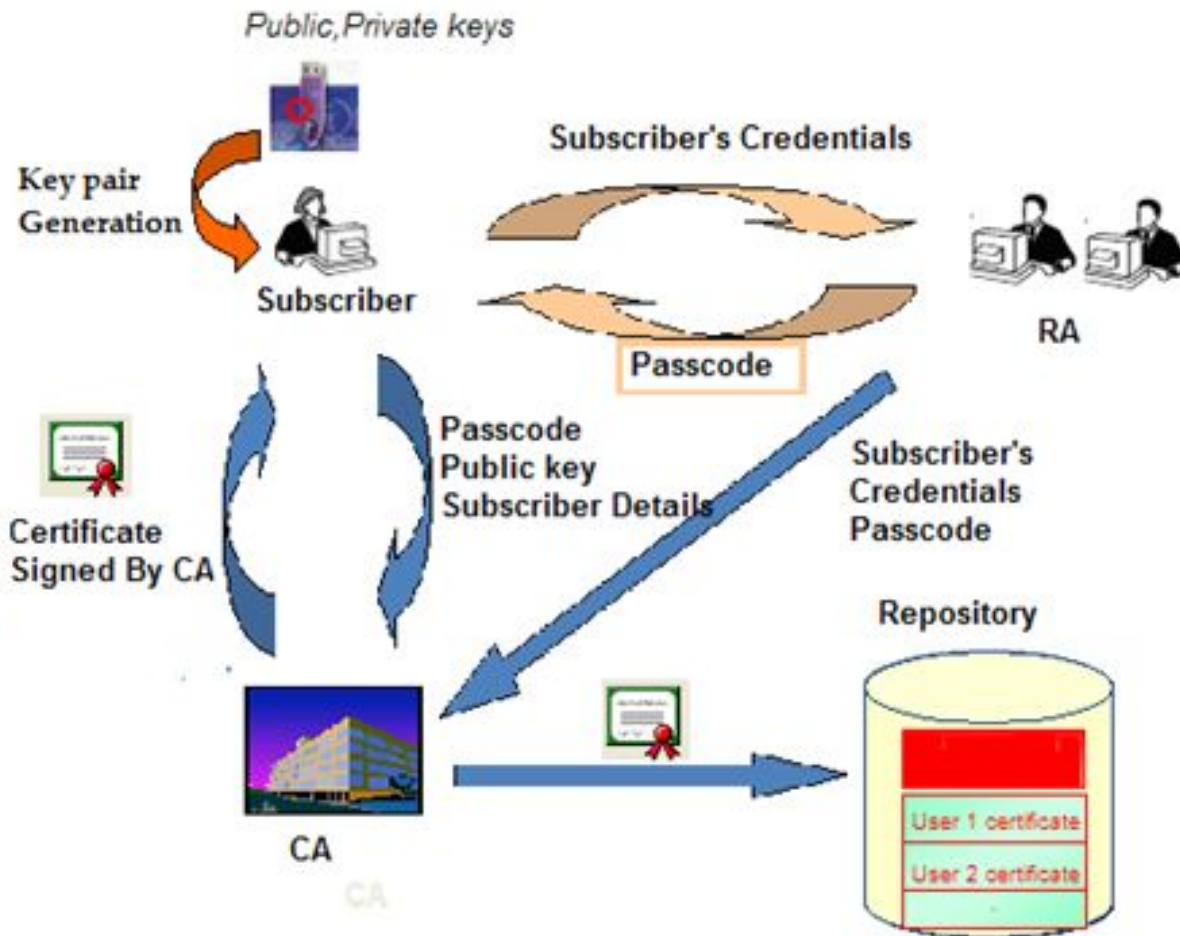 Public,Private keys
Subscriber's Credentials
Key pair
Generation
Subscriber
RA
Passcode
Passcode
Public key
Subscriber Details
Subscriber's
Credentials
Passcode
Certificate
Signed By CA
Repository
User 1 certificate
User 2 certificate
CA
CA